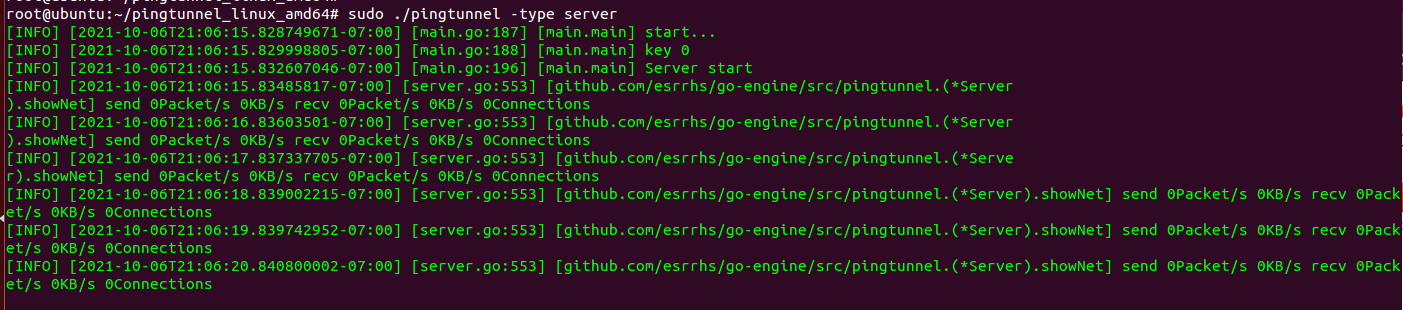 root@ubuntu:~/pingtunnel_linux_amd64# sudo ./pingtunnel -type server
[INFO] [2021-10-06T21:06:15.828749671-07:00] [main.go:187] [main.main] start...
[INFO] [2021-10-06T21:06:15.829998805-07:00] [main.go:188] [main.main] key 0
[INFO] [2021-10-06T21:06:15.832607046-07:00] [main.go:196] [main.main] Server start
[INFO] [2021-10-06T21:06:15.83485817-07:00] [server.go:553] [github.com/esrrhs/go-engine/src/pingtunnel.(*Server
).showNet] send 0Packet/s 0KB/s recv 0Packet/s 0KB/s 0Connections
[INFO] [2021-10-06T21:06:16.83603501-07:00] [server.go:553] [github.com/esrrhs/go-engine/src/pingtunnel.(*Server
).showNet] send 0Packet/s 0KB/s recv 0Packet/s 0KB/s 0Connections
[INFO] [2021-10-06T21:06:17.837337705-07:00] [server.go:553] [github.com/esrrhs/go-engine/src/pingtunnel.(*Serve
r).showNet] send 0Packet/s 0KB/s recv 0Packet/s 0KB/s 0Connections
[INFO] [2021-10-06T21:06:18.839002215-07:00] [server.go:553] [github.com/esrrhs/go-engine/src/pingtunnel.(*Server).showNet] send 0Packet/s 0KB/s recv 0Pack
et/s 0KB/s 0Connections
[INFO] [2021-10-06T21:06:19.839742952-07:00] [server.go:553] [github.com/esrrhs/go-engine/src/pingtunnel.(*Server).showNet] send 0Packet/s 0KB/s recv 0Pack
et/s 0KB/s 0Connections
[INFO] [2021-10-06T21:06:20.840800002-07:00] [server.go:553] [github.com/esrrhs/go-engine/src/pingtunnel.(*Server).showNet] send 0Packet/s 0KB/s recv 0Pack
et/s 0KB/s 0Connections